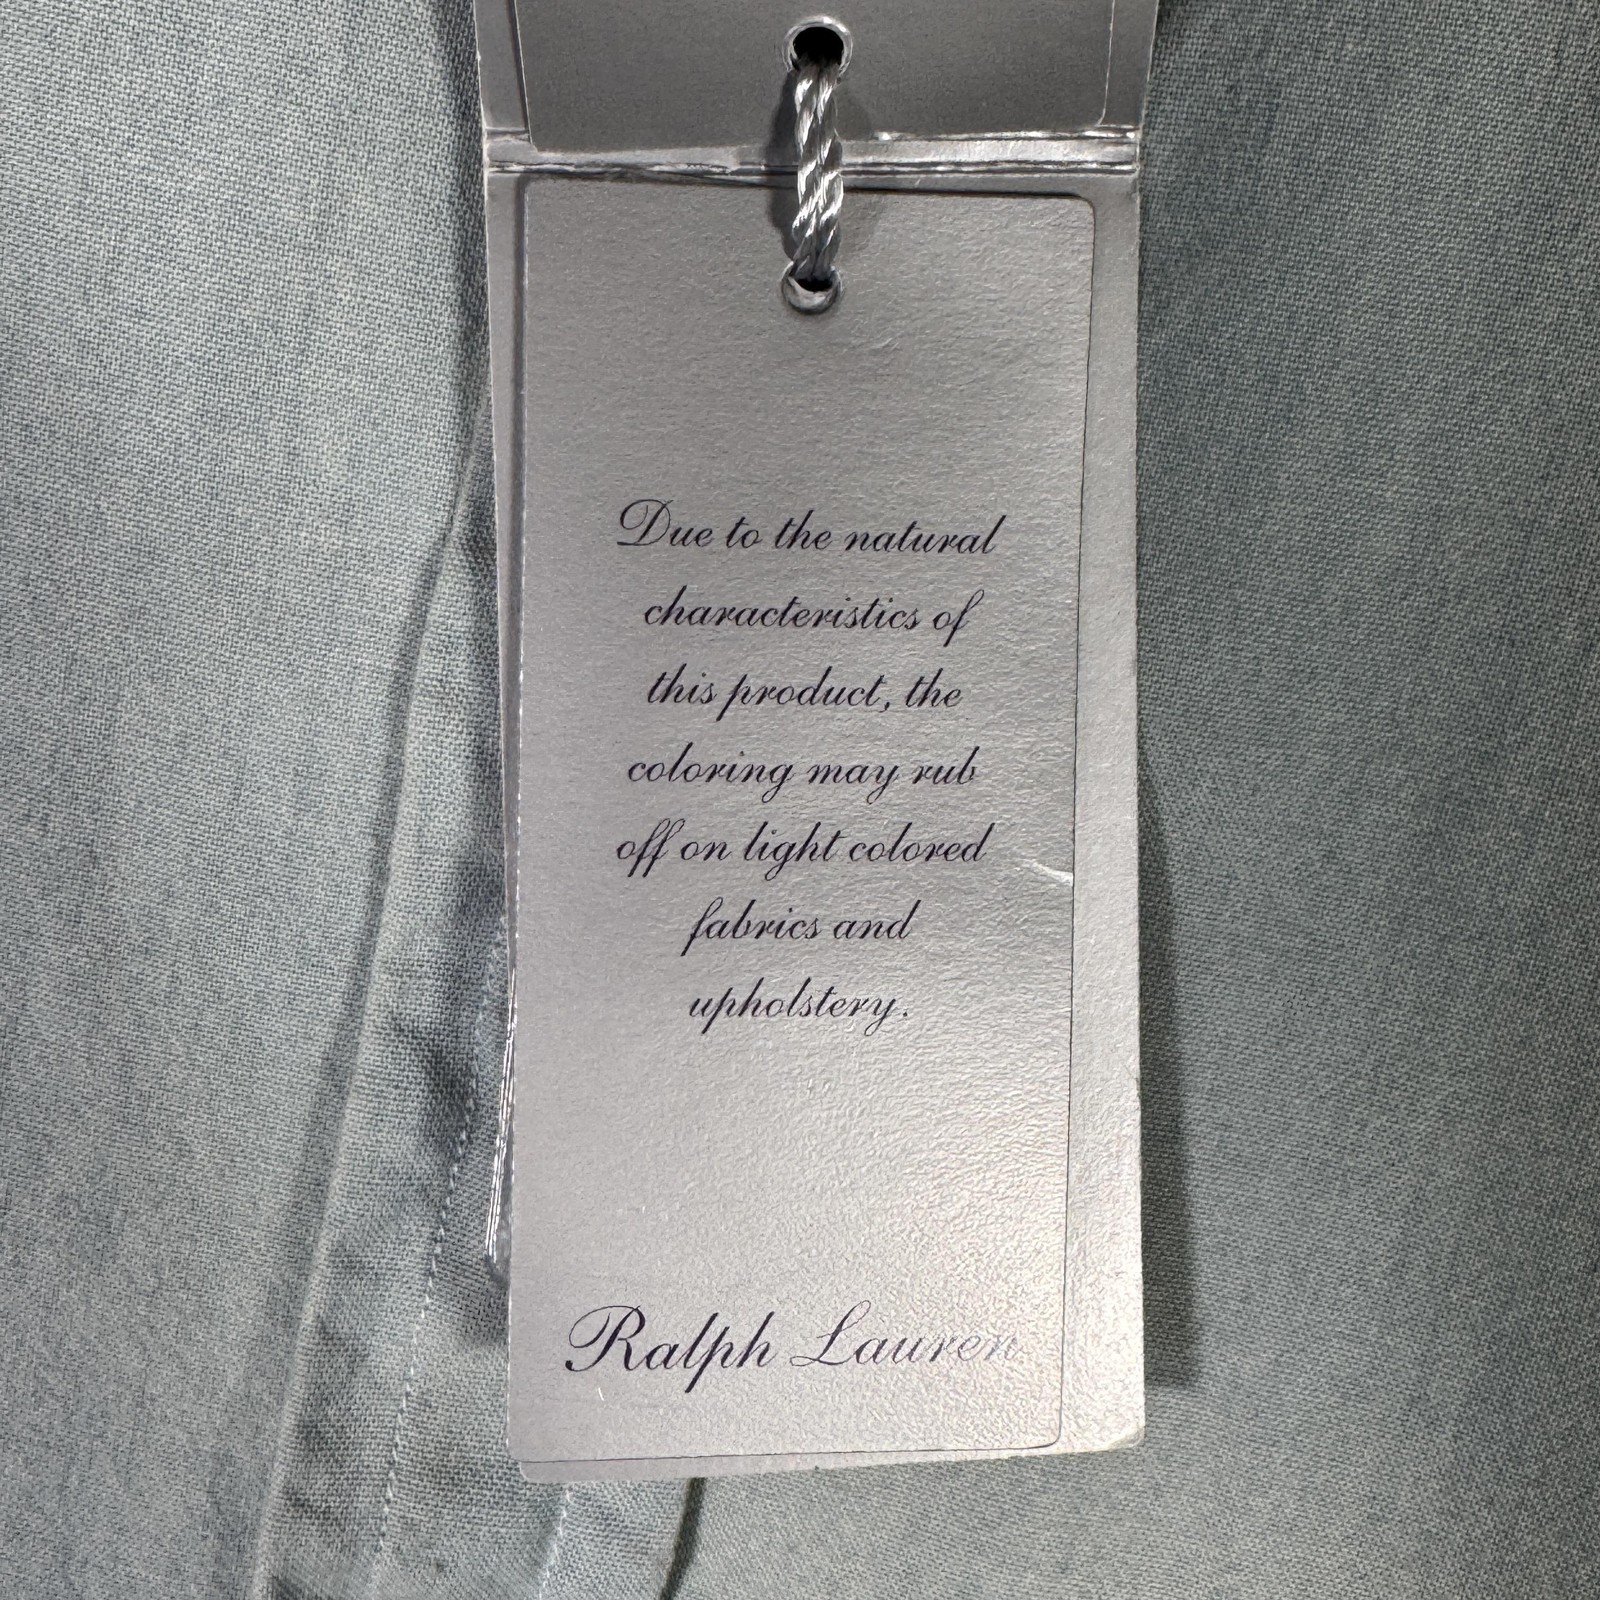 Due to the natural
characteristics of
this product, the
coloring may rub
off on light colored
fabrics and
upholstery.
Ralph Lauren